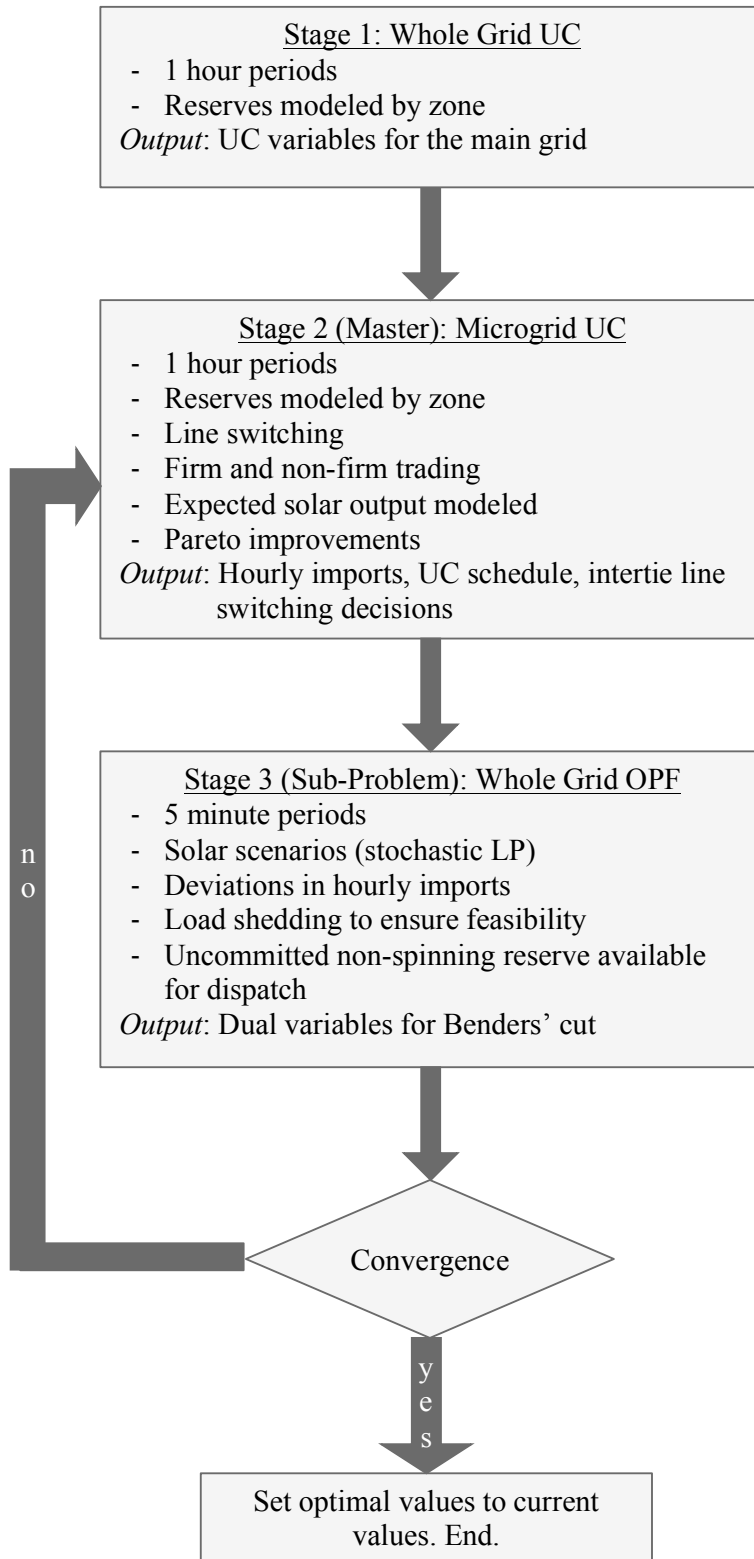 Stage 1: Whole Grid UC
- 1 hour periods
- Reserves modeled by zone
Output: UC variables for the main grid
Stage 2 (Master): Microgrid UC
- 1 hour periods
- Reserves modeled by zone
- Line switching
- Firm and non-firm trading
- Expected solar output modeled
- Pareto improvements
Output: Hourly imports, UC schedule, intertie line
switching decisions
Stage 3 (Sub-Problem): Whole Grid OPF
- 5 minute periods
- Solar scenarios (stochastic LP)
- Deviations in hourly imports
- Load shedding to ensure feasibility
- Uncommitted non-spinning reserve available
for dispatch
Output: Dual variables for Benders’ cut
no
Convergence
yes
Set optimal values to current
values. End.